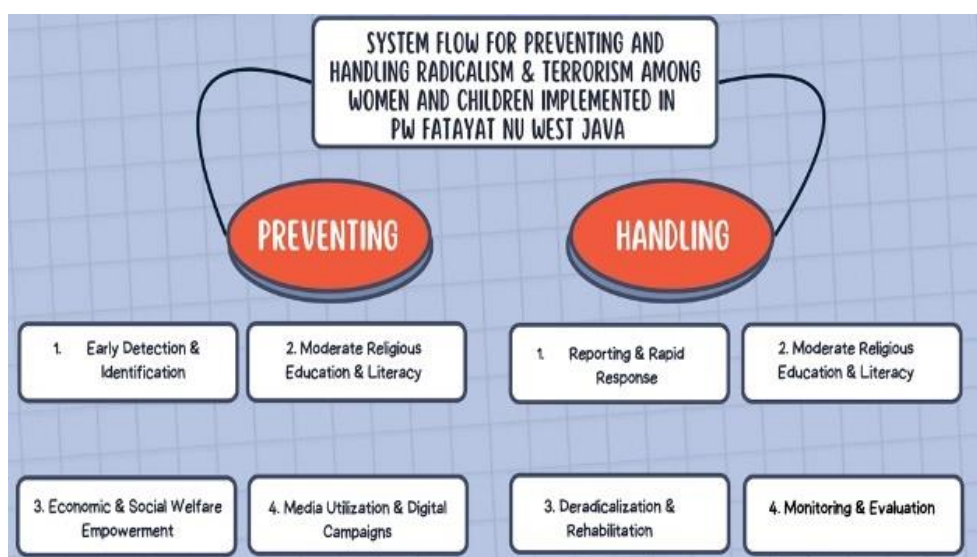 SYSTEM FLOW FOR PREVENTING AND
HANDLING RADICALISM & TERRORISM AMONG
WOMEN AND CHILDREN IMPLEMENTED IN
PW FATAYAT NU WEST JAVA
PREVENTING
HANDLING
1. Early Detection &
Identification
2. Moderate Religious
Education & Literacy
3. Economic & Social Welfare
Empowerment
4. Media Utilization & Digital
Campaigns
1. Reporting & Rapid
Response
2. Moderate Religious
Education & Literacy
3. Deradicalization &
Rehabilitation
4. Monitoring & Evaluation